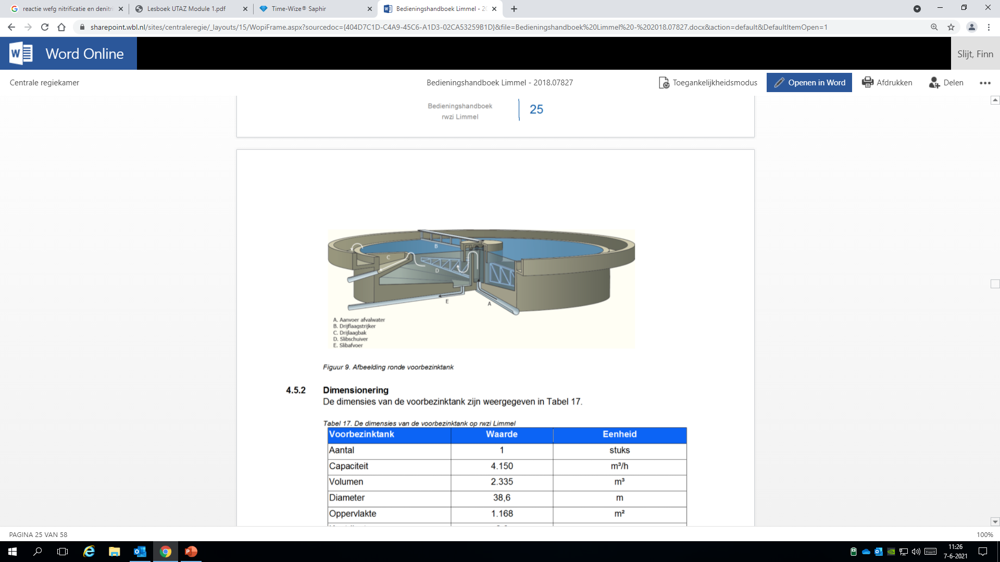 reactie wefg nitrificatie en denitri
Lesboek UTAZ Module 1.pdf
Time-Wize® Saphir
Bedieningshandboek Limmel - 20
sharepoint.wbl.nl/sites/centraleregie/_layouts/15/WopiFrame.aspx?sourcedoc={404D7C1D-C4A9-45C6-A1D3-02CA53259B1D}&file=Bedieningshandboek%20Limmel%20-%202018.07827.docx&action=default&DefaultItemOpen=1
Word Online
Slijt, Finn
Centrale regiekamer
Bedieningshandboek Limmel - 2018.07827
Toegankelijkheidsmodus
Openen in Word
Afdrukken
Delen
Bedieningshandboek
rwzi Limmel
25
B
C
D
E
A
A. Aanvoer afvalwater
B. Drijflaagstrijker
C. Drijlaagbak
D. Slibschuiver
E. Slibafvoer
Figuur 9. Afbeelding ronde voorbezinktank
4.5.2 Dimensionering
De dimensies van de voorbezinktank zijn weergegeven in Tabel 17.
Tabel 17. De dimensies van de voorbezinktank op rwzi Limmel
Voorbezinktank Waarde Eenheid
Aantal 1 stuks
Capaciteit 4.150 m³/h
Volumen 2.335 m³
Diameter 38,6 m
Oppervlakte 1.168 m²
PAGINA 25 VAN 58
100%
11:26
7-6-2021